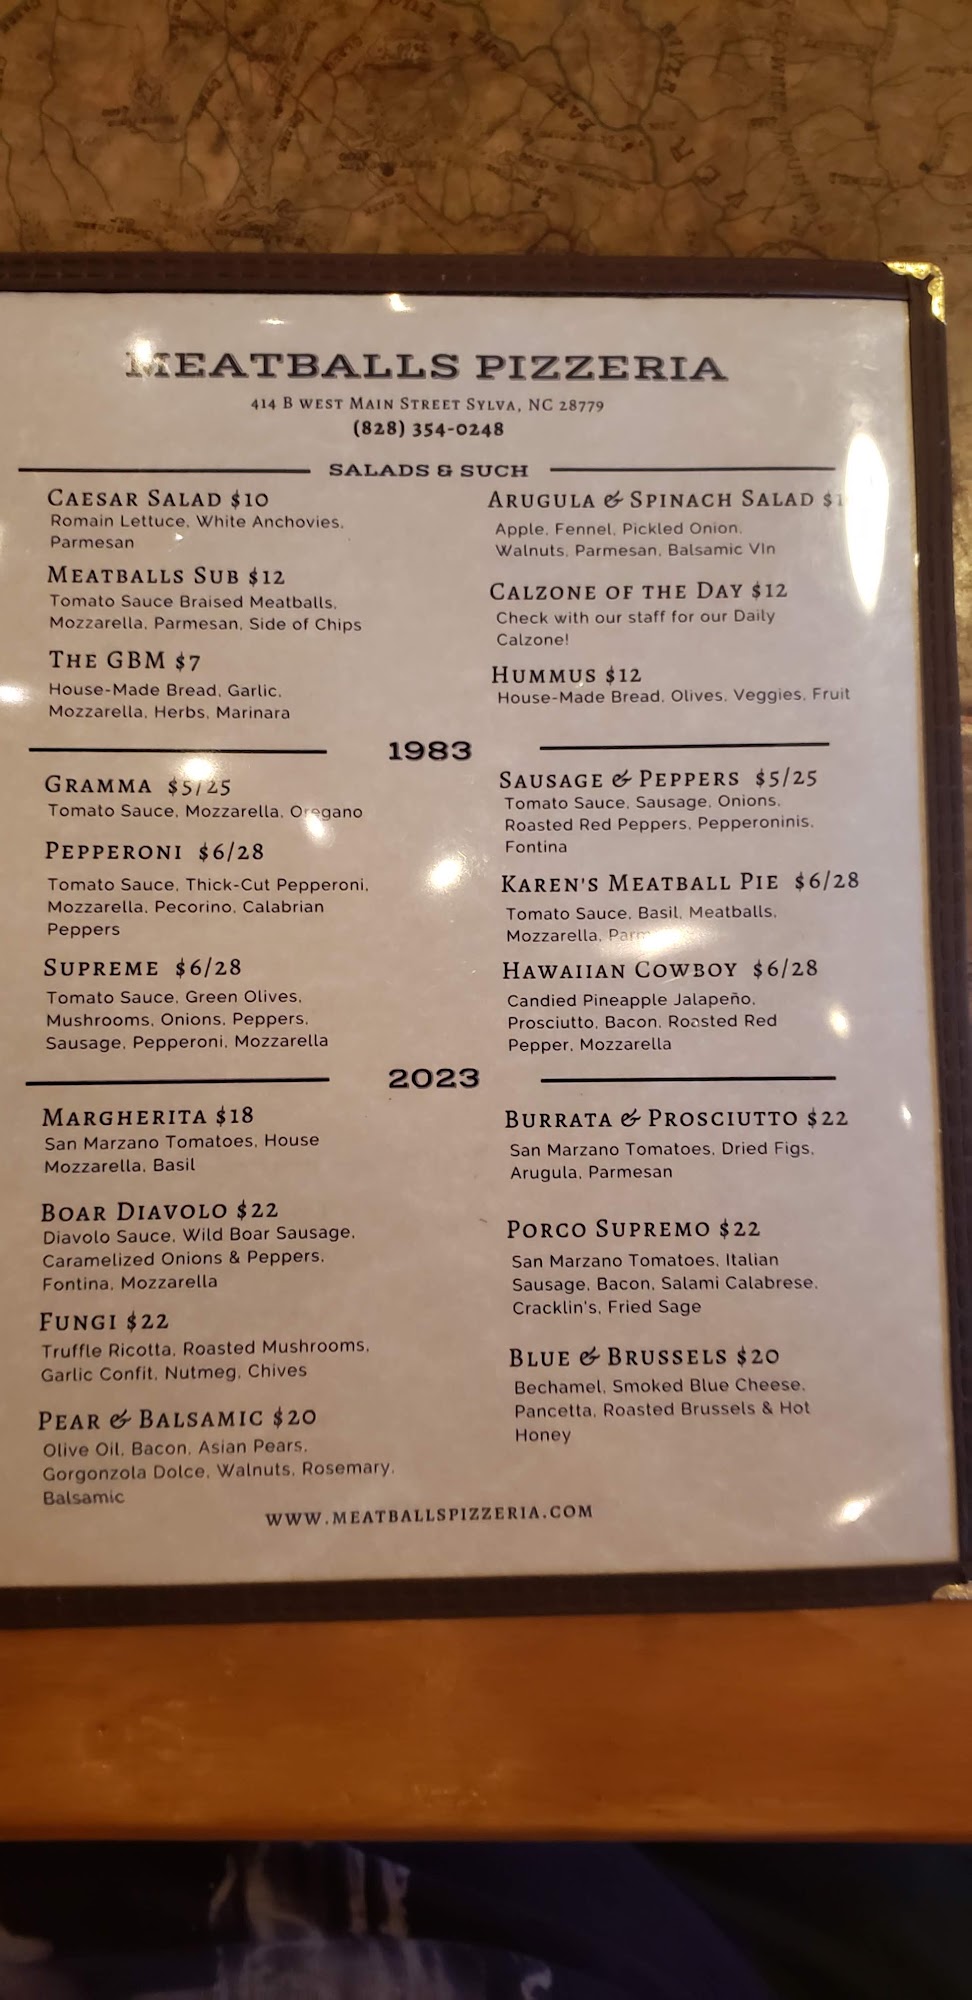 MEATBALLS PIZZERIA
414 B WEST MAIN STREET SYLVA, NC 28779
(828) 354-0248
SALADS & SUCH
CAESAR SALAD $10
Romain Lettuce, White Anchovies,
Parmesan
MEATBALLS SUB $12
Tomato Sauce Braised Meatballs,
Mozzarella, Parmesan, Side of Chips
THE GBM $7
House-Made Bread, Garlic,
Mozzarella, Herbs, Marinara
ARUGULA & SPINACH SALAD
Apple, Fennel, Pickled Onion,
Walnuts, Parmesan, Balsamic VIn
CALZONE OF THE DAY $12
Check with our staff for our Daily
Calzone!
HUMMUS $12
House-Made Bread, Olives, Veggies, Fruit
1983
GRAMMA $5/25
Tomato Sauce, Mozzarella, Oregano
PEPPERONI $6/28
Tomato Sauce, Thick-Cut Pepperoni,
Mozzarella, Pecorino, Calabrian
Peppers
SUPREME $6/28
Tomato Sauce, Green Olives,
Mushrooms, Onions, Peppers,
Sausage, Pepperoni, Mozzarella
SAUSAGE & PEPPERS $5/25
Tomato Sauce, Sausage, Onions,
Roasted Red Peppers, Pepperoninis,
Fontina
KAREN'S MEATBALL PIE $6/28
Tomato Sauce, Basil, Meatballs,
Mozzarella,
HAWAIIAN COWBOY $6/28
Candied Pineapple Jalapeño,
Prosciutto, Bacon, Roasted Red
Pepper, Mozzarella
2023
MARGHERITA $18
San Marzano Tomatoes, House
Mozzarella, Basil
BOAR DIAVOLO $22
Diavolo Sauce, Wild Boar Sausage,
Caramelized Onions & Peppers,
Fontina, Mozzarella
FUNGI $22
Truffle Ricotta, Roasted Mushrooms,
Garlic Confit, Nutmeg, Chives
PEAR & BALSAMIC $20
Olive Oil, Bacon, Asian Pears,
Gorgonzola Dolce, Walnuts, Rosemary,
Balsamic
BURRATA & PROSCIUTTO $22
San Marzano Tomatoes, Dried Figs,
Arugula, Parmesan
PORCO SUPREMO $22
San Marzano Tomatoes, Italian
Sausage, Bacon, Salami Calabrese,
Cracklin's, Fried Sage
BLUE & BRUSSELS $20
Bechamel, Smoked Blue Cheese,
Pancetta, Roasted Brussels & Hot
Honey
WWW.MEATBALLSPIZZERIA.COM